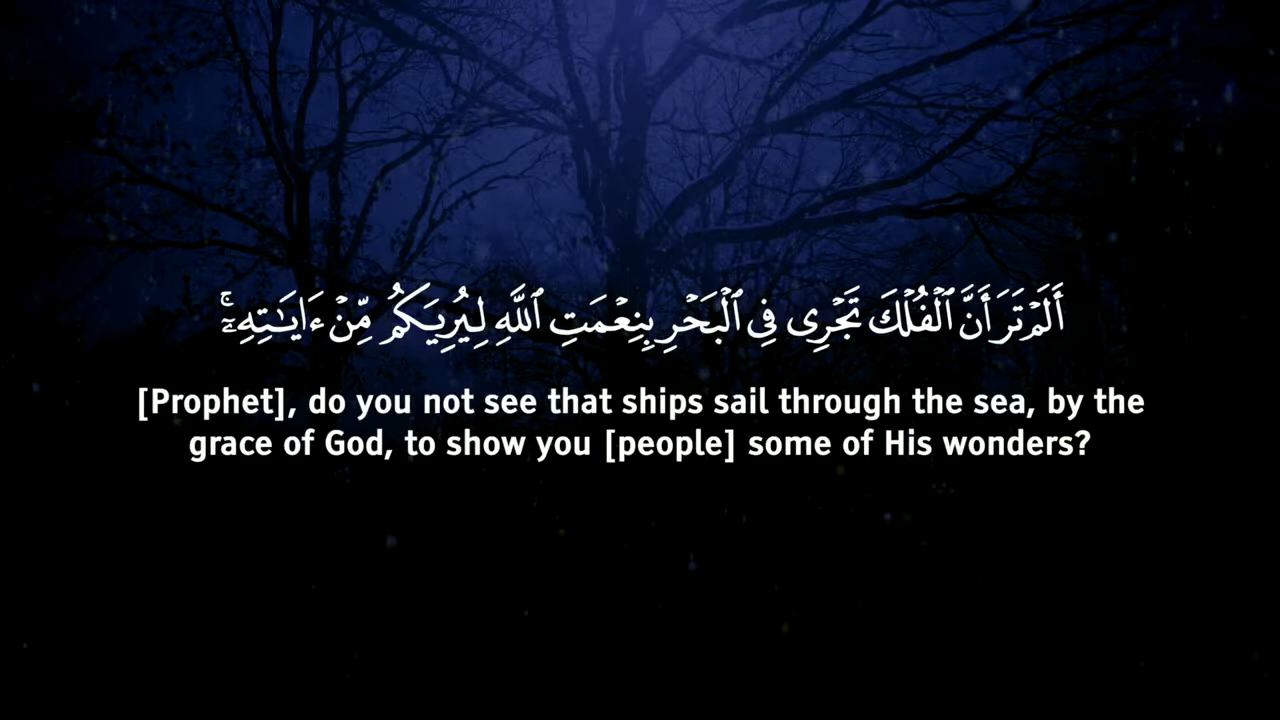 أَلَمۡ تَرَ أَنَّ ٱلۡفُلۡكَ تَجۡرِى فِى ٱلۡبَحۡرِ بِنِعۡمَتِ ٱللَّهِ لِيُرِيَكُم مِّنۡ ءَايَـٰتِهِۦٓۚ
[Prophet], do you not see that ships sail through the sea, by the
grace of God, to show you [people] some of His wonders?